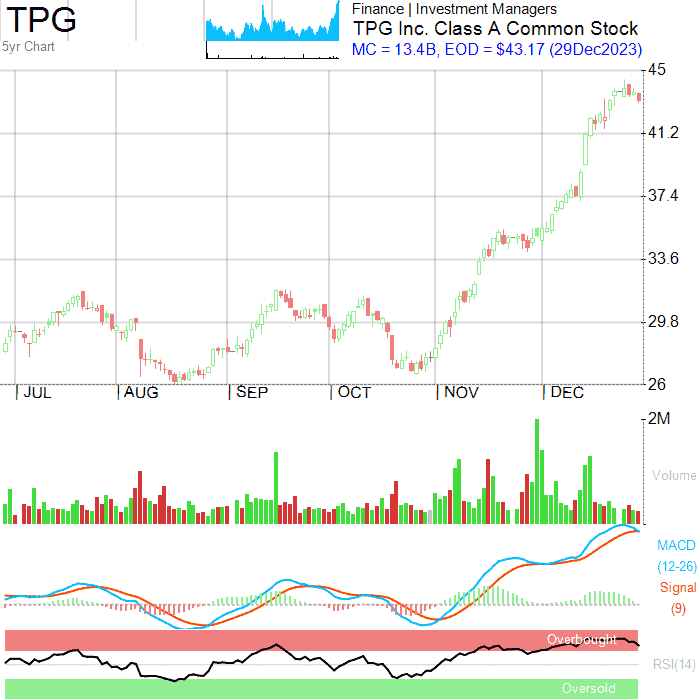 TPG
5yr Chart
Finance | Investment Managers
TPG Inc. Class A Common Stock
MC = 13.4B, EOD = $43.17 (29Dec2023)
45
41.2
37.4
33.6
29.8
26
JUL AUG SEP OCT NOV DEC
2M
Volume
MACD
(12-26)
Signal
(9)
Overbought
RSI(14)
Oversold